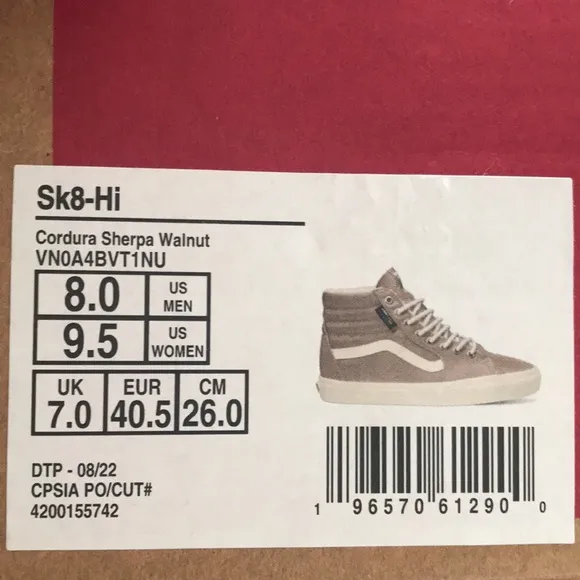 Sk8-Hi
Cordura Sherpa Walnut
VN0A4BVT1NU
8.0 US MEN
9.5 US WOMEN
UK EUR CM
7.0 40.5 26.0
DTP - 08/22
CPSIA PO/CUT#
4200155742
1 96570 61290 0